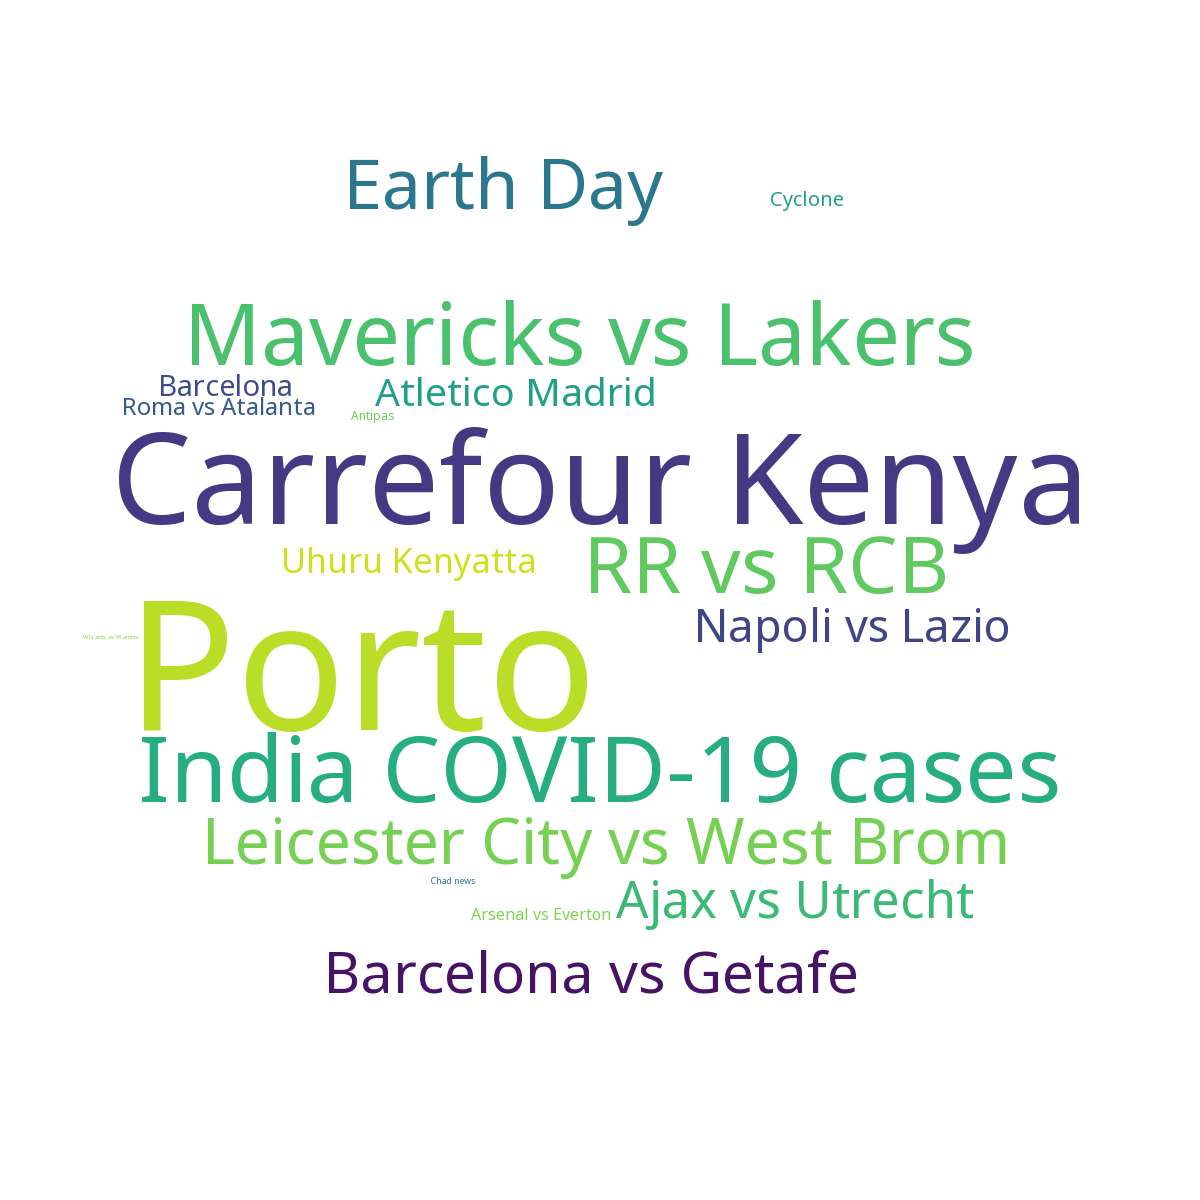 Earth Day
Cyclone
Mavericks vs Lakers
Barcelona
Atletico Madrid
Roma vs Atalanta
Antipas
Carrefour Kenya
Uhuru Kenyatta
RR vs RCB
Napoli vs Lazio
Wizards vs Warriors
Porto
India COVID-19 cases
Leicester City vs West Brom
Chad news
Ajax vs Utrecht
Arsenal vs Everton
Barcelona vs Getafe